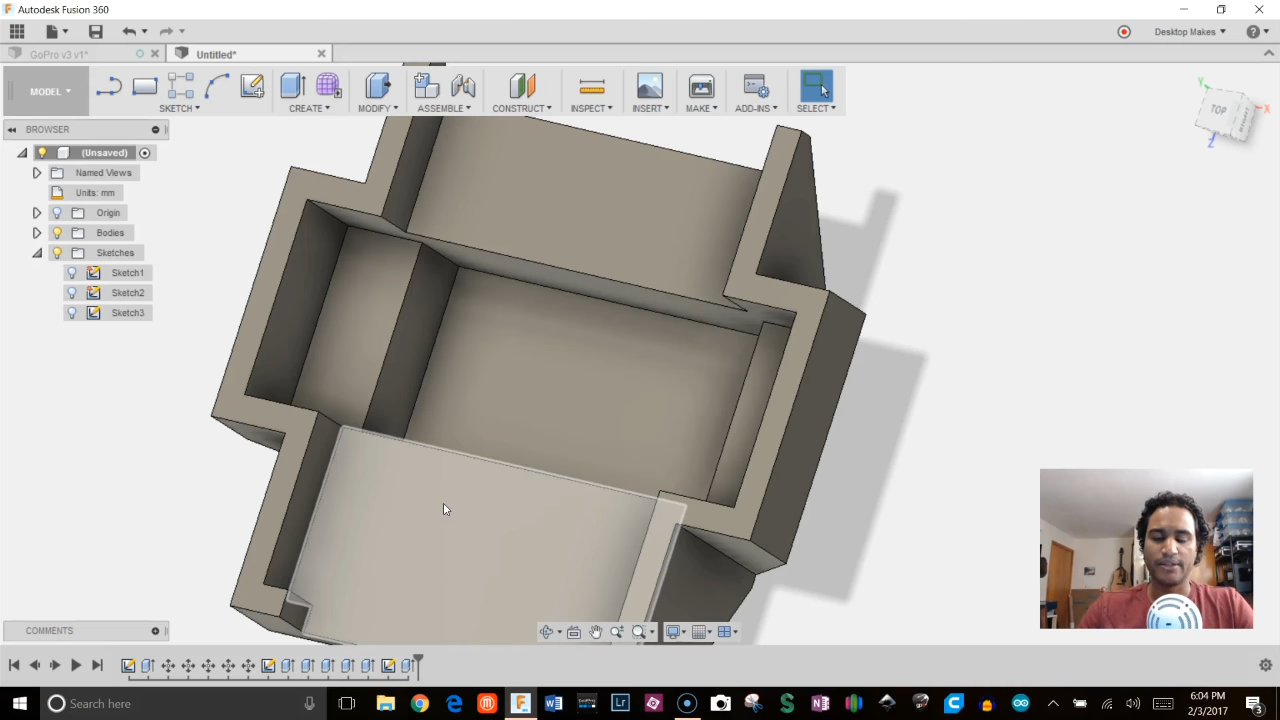 Autodesk Fusion 360
Desktop Makes
GoPro v3 v1*
Untitled*
MODEL
SKETCH
CREATE
MODIFY
ASSEMBLE
CONSTRUCT
INSPECT
INSERT
MAKE
ADD-INS
SELECT
BROWSER
(Unsaved)
Named Views
Units: mm
Origin
Bodies
Sketches
Sketch1
Sketch2
Sketch3
TOP
X
Y
Z
COMMENTS
Search here
6:04 PM
2/3/2017